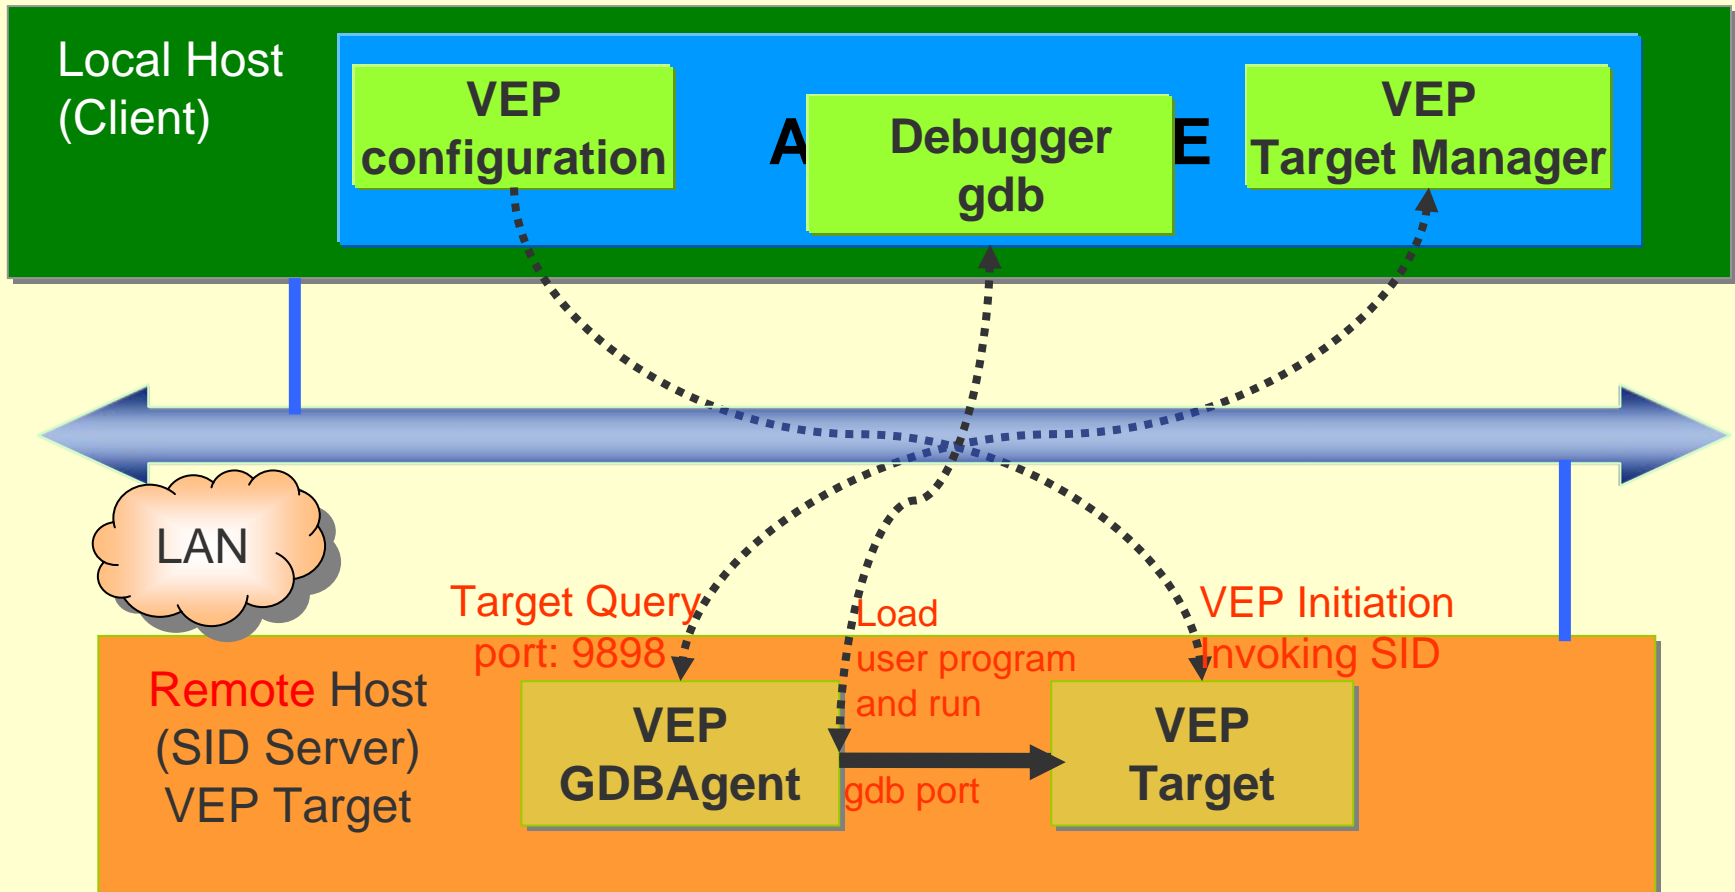 Local Host
(Client)
VEP
configuration
Debugger
gdb
VEP
Target Manager
LAN
Target Query
port: 9898
Load
user program
and run
VEP Initiation
Invoking SID
Remote Host
(SID Server)
VEP Target
VEP
GDBAgent
gdb port
VEP
Target